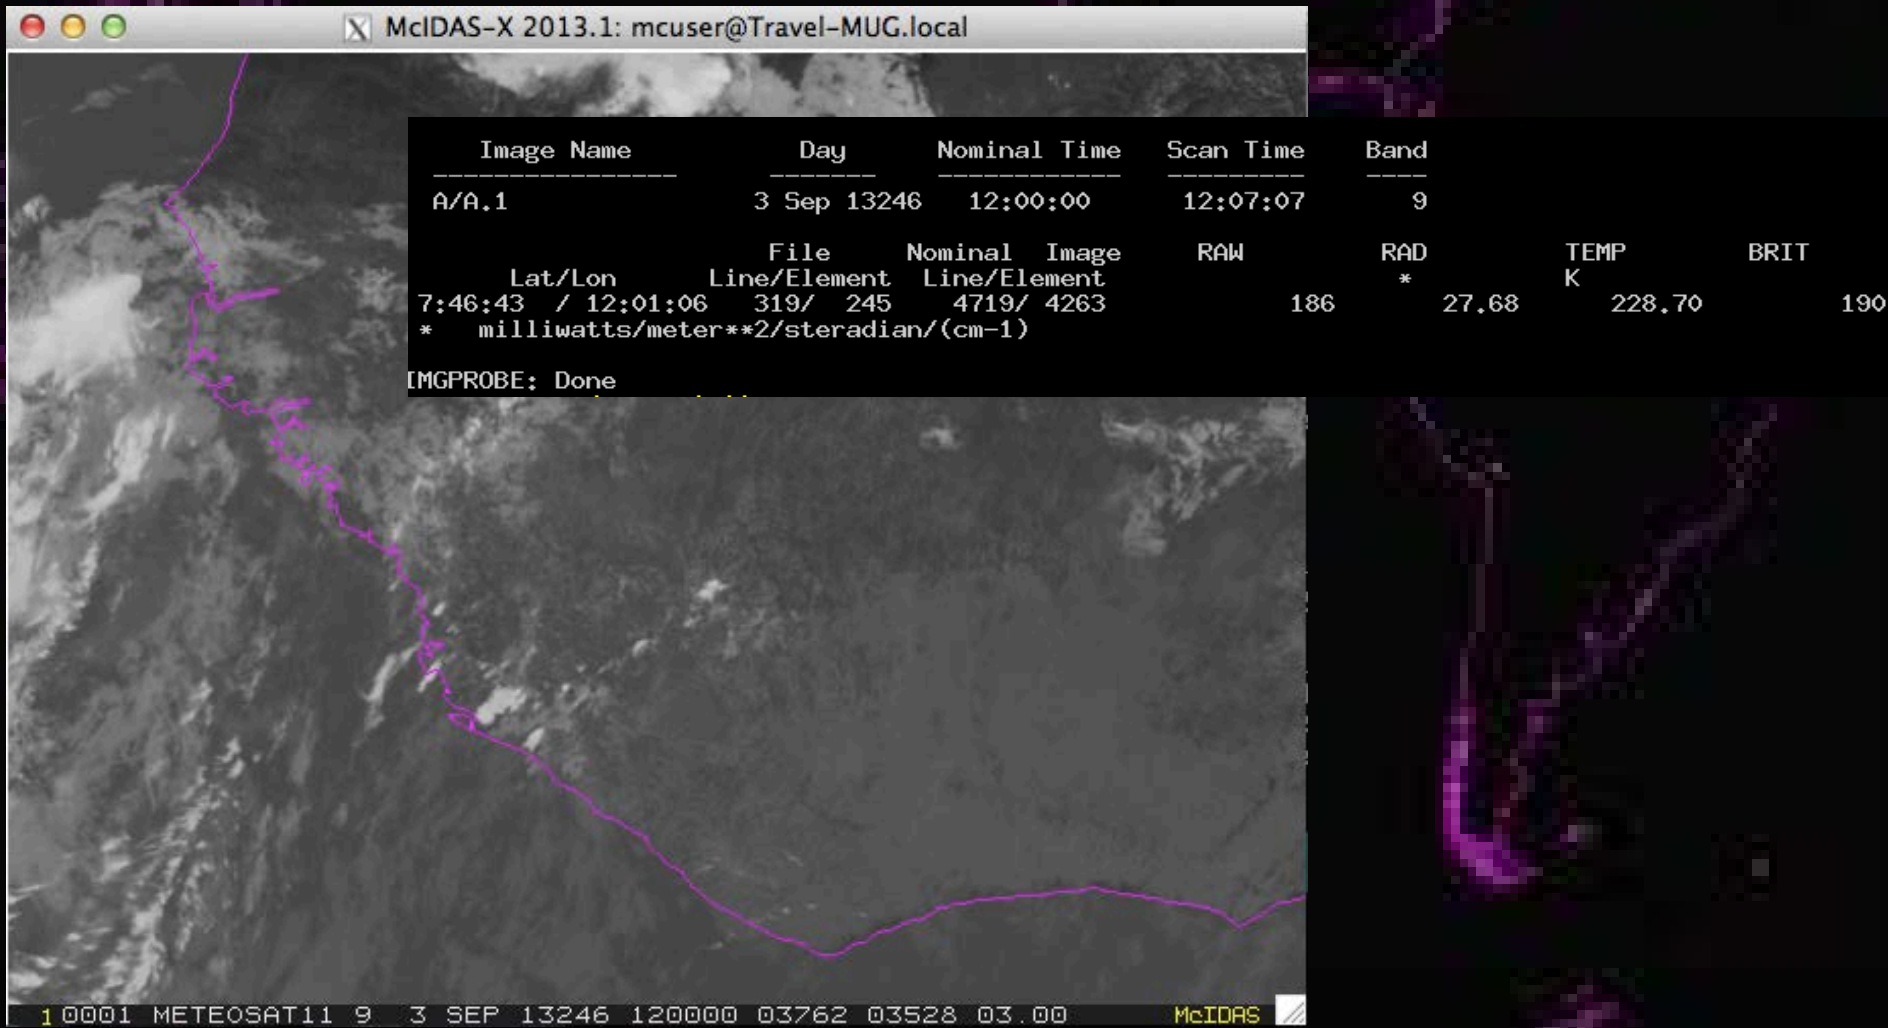 McIDAS-X 2013.1: mcuser@Travel-MUG.local
Image Name Day Nominal Time Scan Time Band
---------------- ------- ------------ --------- ----
A/A.1 3 Sep 13246 12:00:00 12:07:07 9
File Nominal Image RAW RAD TEMP BRIT
Lat/Lon Line/Element Line/Element * K
7:46:43 / 12:01:06 319/ 245 4719/ 4263 186 27.68 228.70 190
* milliwatts/meter**2/steradian/(cm-1)
IMGPROBE: Done
1 0001 METEOSAT11 9 3 SEP 13246 120000 03762 03528 03.00 McIDAS